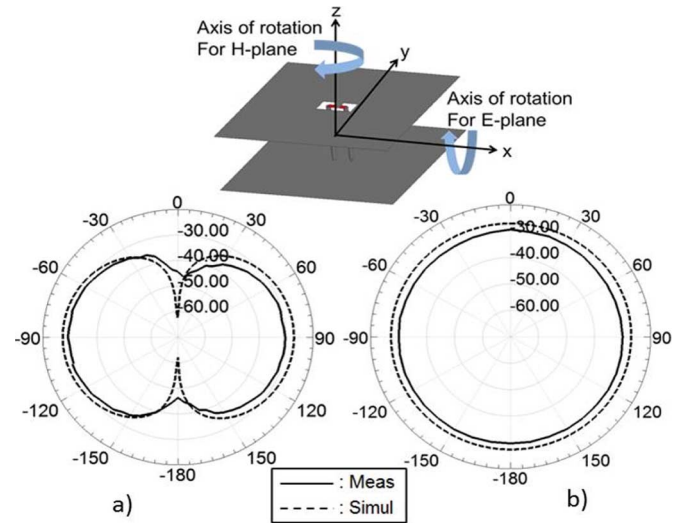 z
Axis of rotation
For H-plane
y
Axis of rotation
For E-plane
x
0
-30 30
-30.00
-60 -40.00 60
-50.00
-60.00
-90 90
-120 120
-150 150
-180
0
-30 30
-30.00
-60 -40.00 60
-50.00
-60.00
-90 90
-120 120
-150 150
-180
: Meas
: Simul
a)
b)